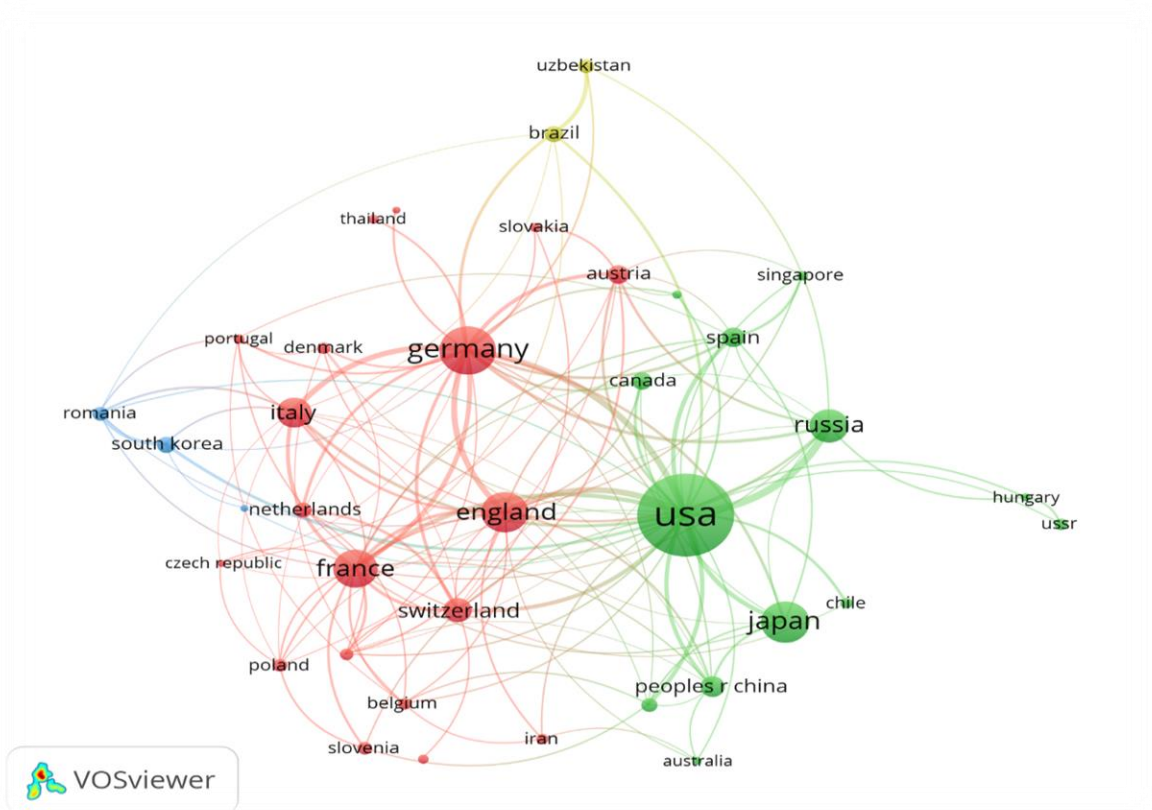 uzbekistan
brazil
thailand
slovakia
austria
singapore
portugal
denmark
germany
spain
canada
romania
italy
south korea
russia
netherlands
england
usa
hungary
ussr
czech republic
france
switzerland
chile
japan
poland
peoples r china
belgium
slovenia
iran
australia
VOSviewer